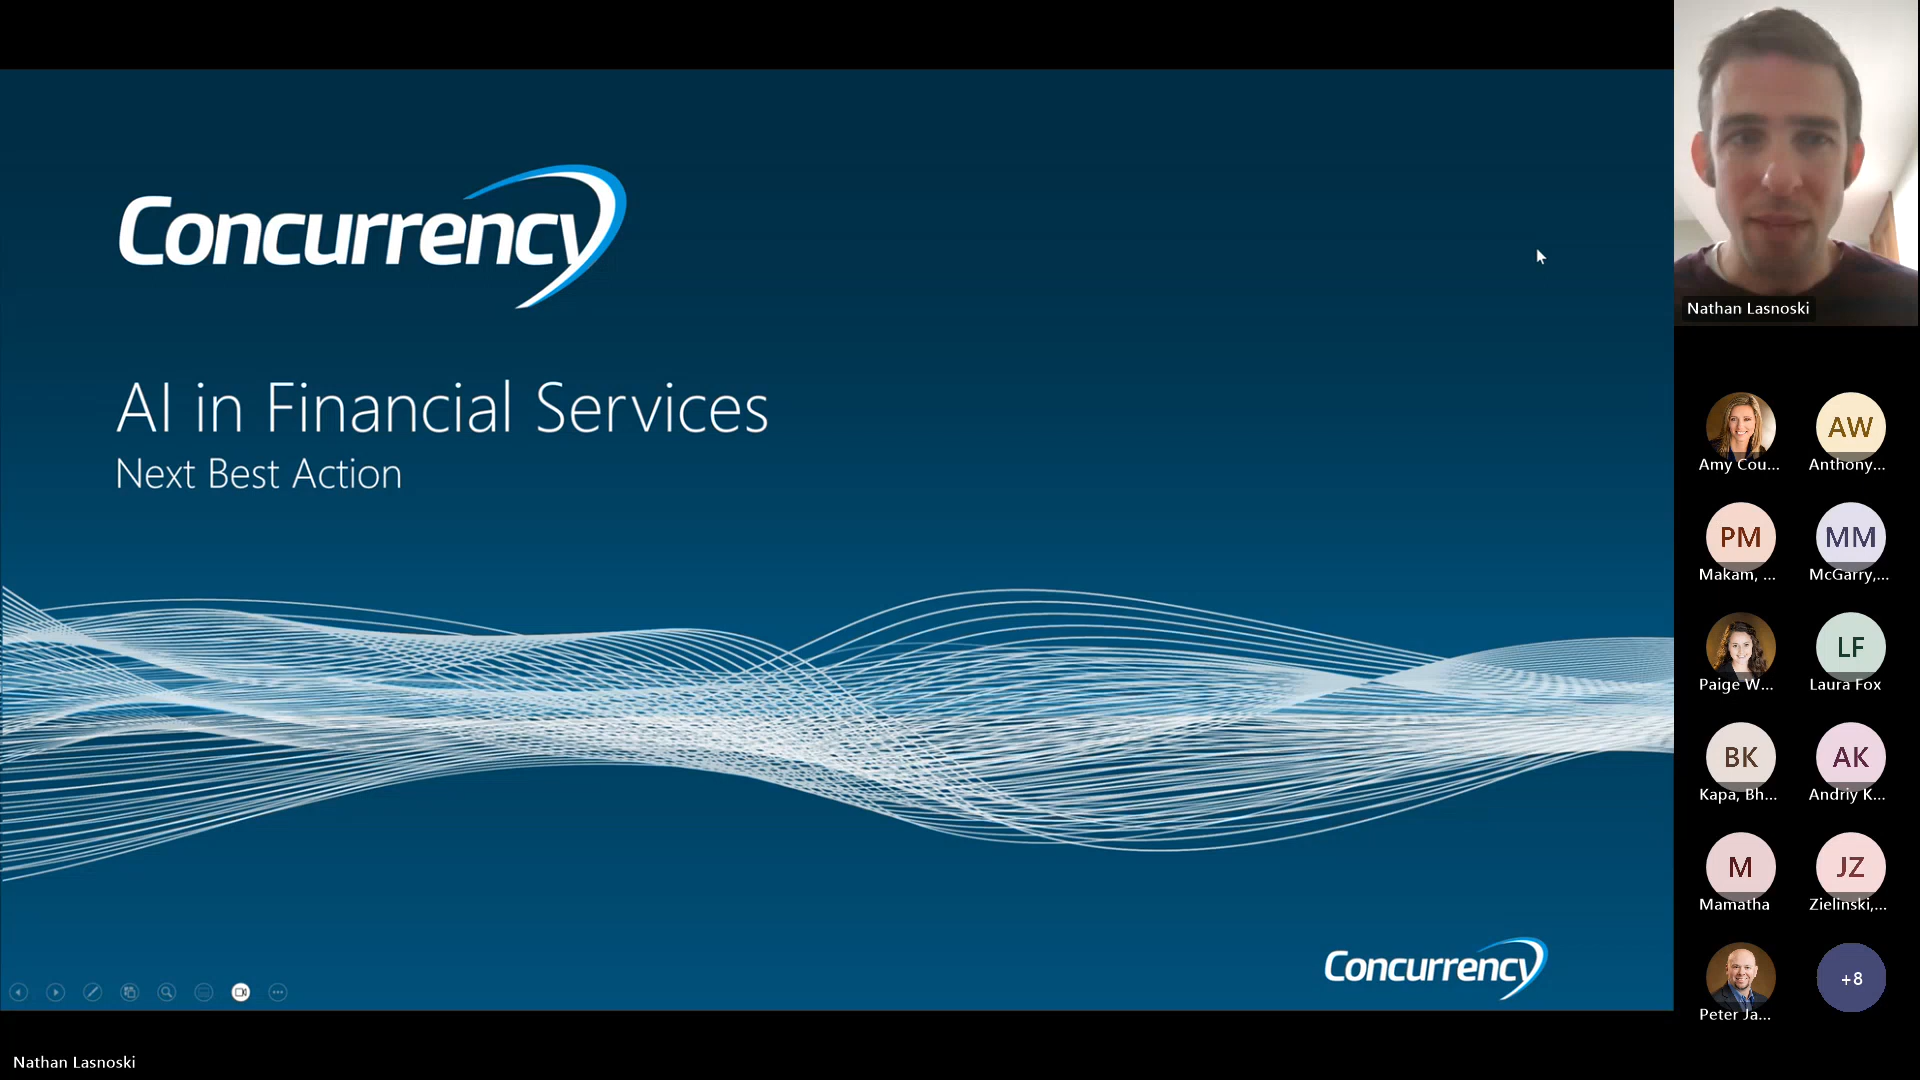 Concurrency
AI in Financial Services
Next Best Action
Concurrency
Nathan Lasnoski
Nathan Lasnoski
Amy Cou...
AW
Anthony...
PM
Makam, ...
MM
McGarry,...
Paige W...
LF
Laura Fox
BK
Kapa, Bh...
AK
Andriy K...
M
Mamatha
JZ
Zielinski,...
Peter Ja...
+8